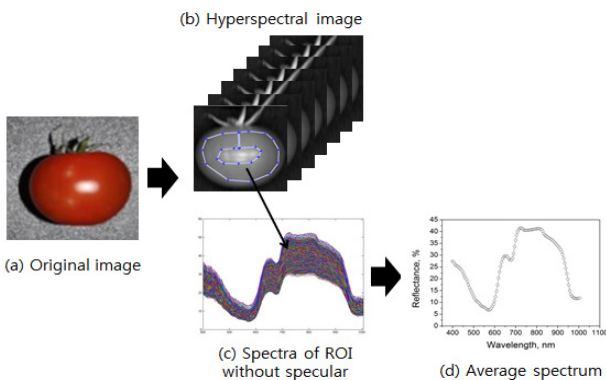 (b) Hyperspectral image
(a) Original image
(c) Spectra of ROI
without specular
45
40
35
30
25
20
15
10
5
0
Reflectance, %
300 400 500 600 700 800 900 1000 1100
Wavelength, nm
(d) Average spectrum